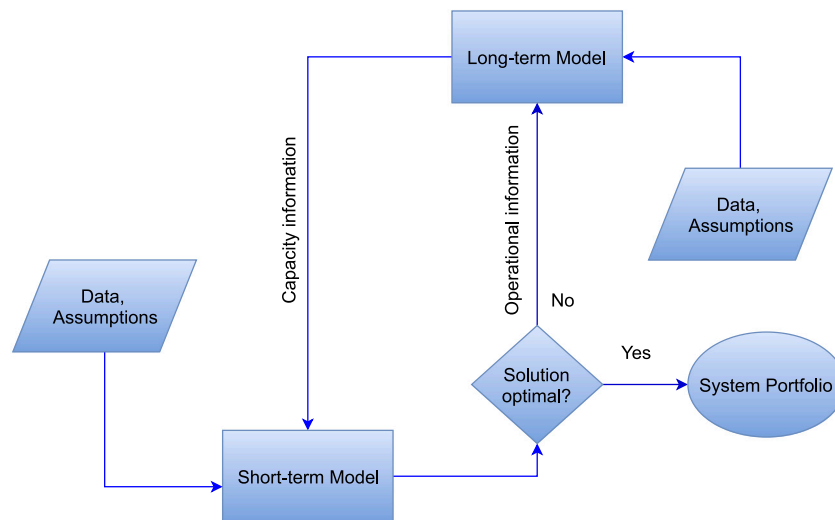 Long-term Model
Capacity information
Operational information
Data,
Assumptions
Data,
Assumptions
No
Yes
Solution
optimal?
System Portfolio
Short-term Model